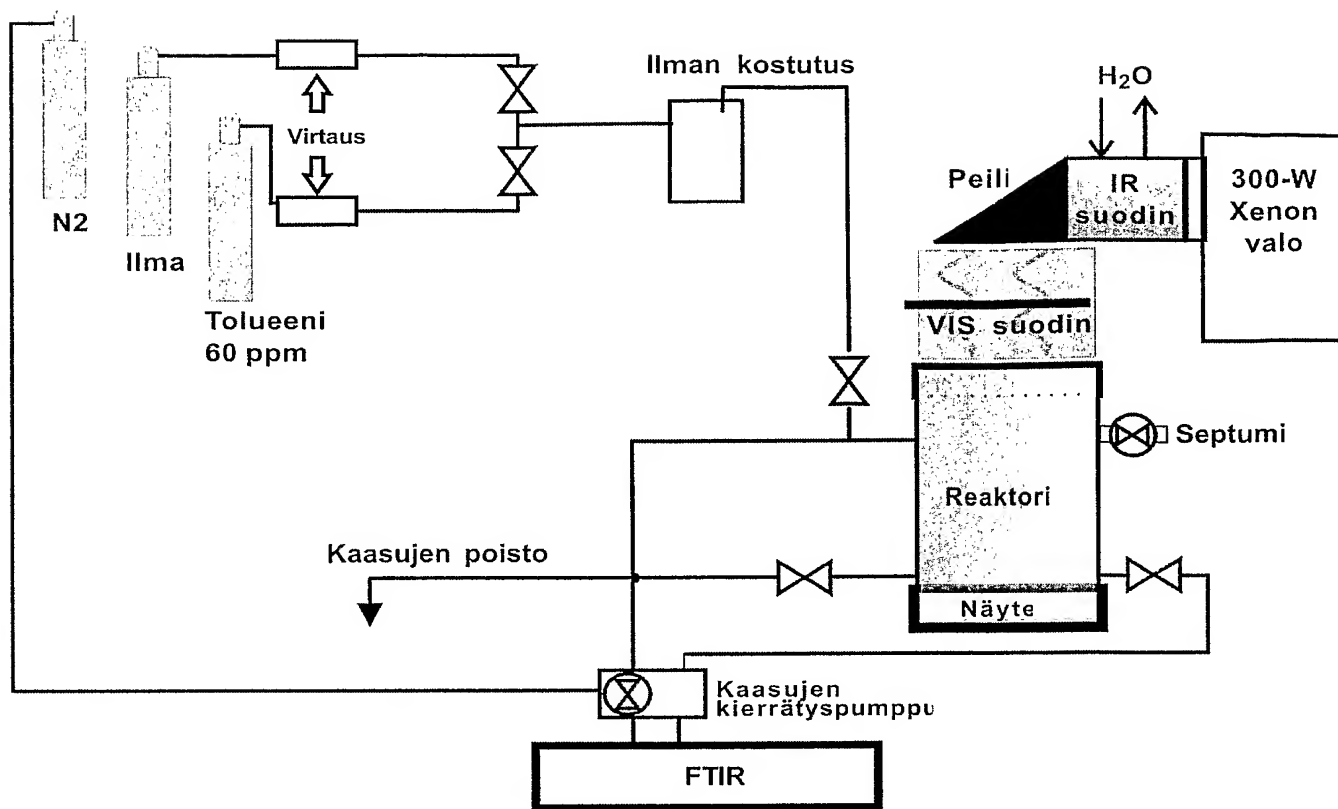 N2
Ilma
Tolueeni
60 ppm
Virtaus
Ilman kostutus
H₂O
Peili
IR
suodin
300-W
Xenon
valo
VIS suodin
Septumi
Reaktori
Kaasujen poisto
Näyte
Kaasujen
kierrätyspumppu
FTIR